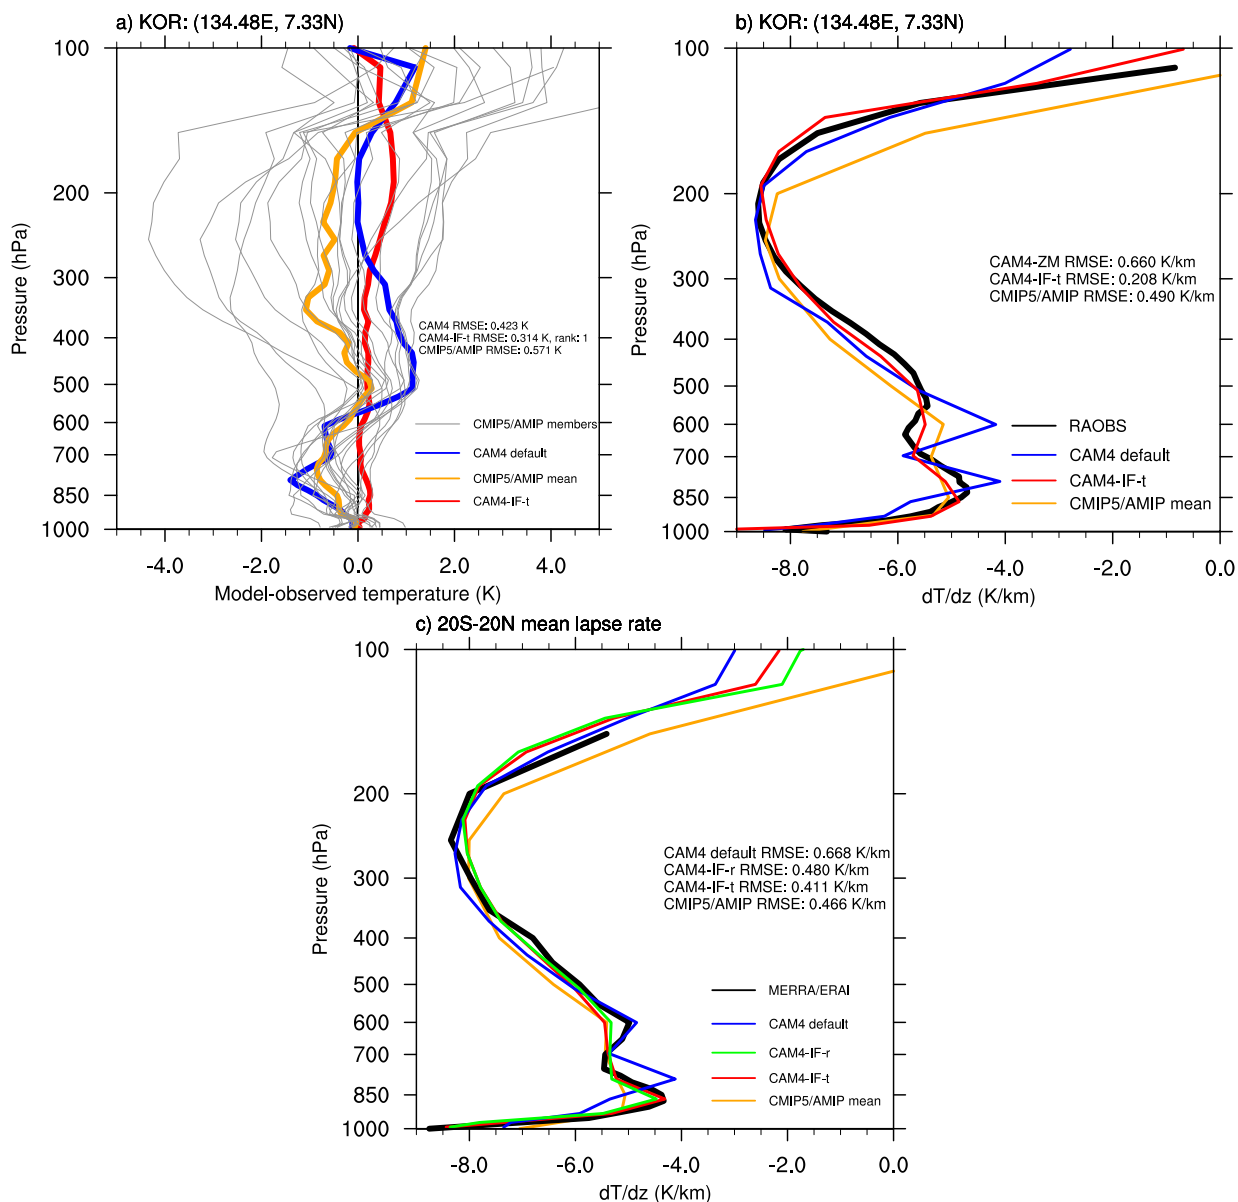 a) KOR: (134.48E, 7.33N)
100
200
300
400
500
600
700
850
1000
Pressure (hPa)
CAM4 RMSE: 0.423 K
CAM4-IF-t RMSE: 0.314 K, rank: 1
CMIP5/AMIP RMSE: 0.571 K
CMIP5/AMIP members
CAM4 default
CMIP5/AMIP mean
CAM4-IF-t
-4.0 -2.0 0.0 2.0 4.0
Model-observed temperature (K)
b) KOR: (134.48E, 7.33N)
100
200
300
400
500
600
700
850
1000
Pressure (hPa)
CAM4-ZM RMSE: 0.660 K/km
CAM4-IF-t RMSE: 0.208 K/km
CMIP5/AMIP RMSE: 0.490 K/km
RAOBS
CAM4 default
CAM4-IF-t
CMIP5/AMIP mean
-8.0 -6.0 -4.0 -2.0 0.0
dT/dz (K/km)
c) 20S-20N mean lapse rate
100
200
300
400
500
600
700
850
1000
Pressure (hPa)
CAM4 default RMSE: 0.668 K/km
CAM4-IF-r RMSE: 0.480 K/km
CAM4-IF-t RMSE: 0.411 K/km
CMIP5/AMIP RMSE: 0.466 K/km
MERRA/ERAI
CAM4 default
CAM4-IF-r
CAM4-IF-t
CMIP5/AMIP mean
-8.0 -6.0 -4.0 -2.0 0.0
dT/dz (K/km)